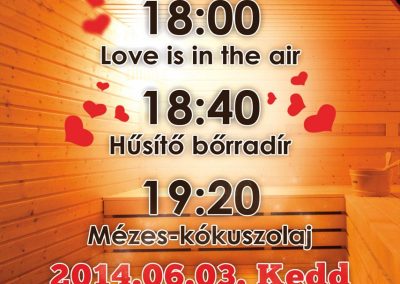 18:00
Love is in the air
18:40
Hűsítő bőrradír
19:20
Mézes-kókuszolaj
2014.06.03. Kedd